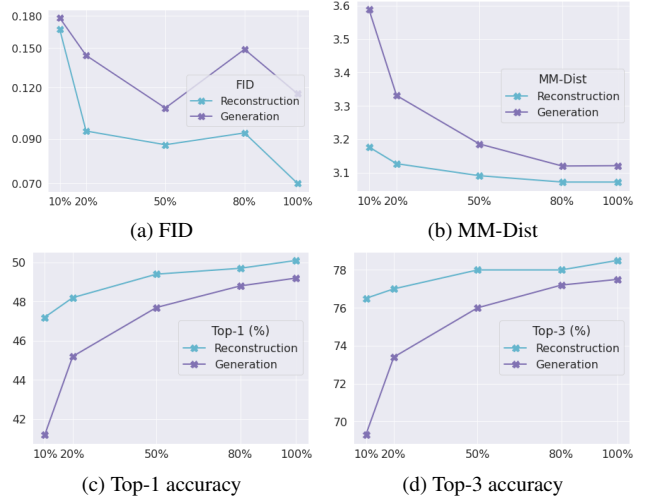 0.180
0.150
0.120
0.090
0.070
FID
Reconstruction
Generation
10% 20% 50% 80% 100%
(a) FID
3.6
3.5
3.4
3.3
3.2
3.1
MM-Dist
Reconstruction
Generation
10% 20% 50% 80% 100%
(b) MM-Dist
50
48
46
44
42
Top-1 (%)
Reconstruction
Generation
10% 20% 50% 80% 100%
(c) Top-1 accuracy
78
76
74
72
70
Top-3 (%)
Reconstruction
Generation
10% 20% 50% 80% 100%
(d) Top-3 accuracy